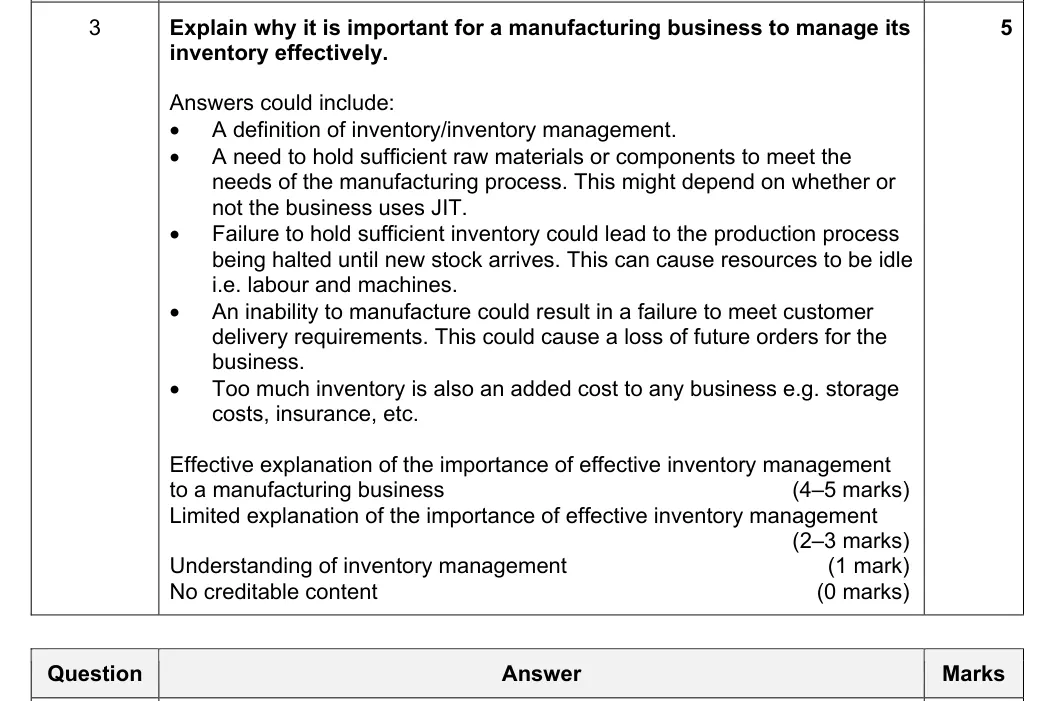 3
Explain why it is important for a manufacturing business to manage its
5
inventory effectively.
Answers could include:
• A definition of inventory/inventory management.
• A need to hold sufficient raw materials or components to meet the
needs of the manufacturing process. This might depend on whether or
not the business uses JIT.
• Failure to hold sufficient inventory could lead to the production process
being halted until new stock arrives. This can cause resources to be idle
i.e. labour and machines.
• An inability to manufacture could result in a failure to meet customer
delivery requirements. This could cause a loss of future orders for the
business.
• Too much inventory is also an added cost to any business e.g. storage
costs, insurance, etc.
Effective explanation of the importance of effective inventory management
to a manufacturing business (4–5 marks)
Limited explanation of the importance of effective inventory management
(2–3 marks)
Understanding of inventory management (1 mark)
No creditable content (0 marks)
Question Answer Marks